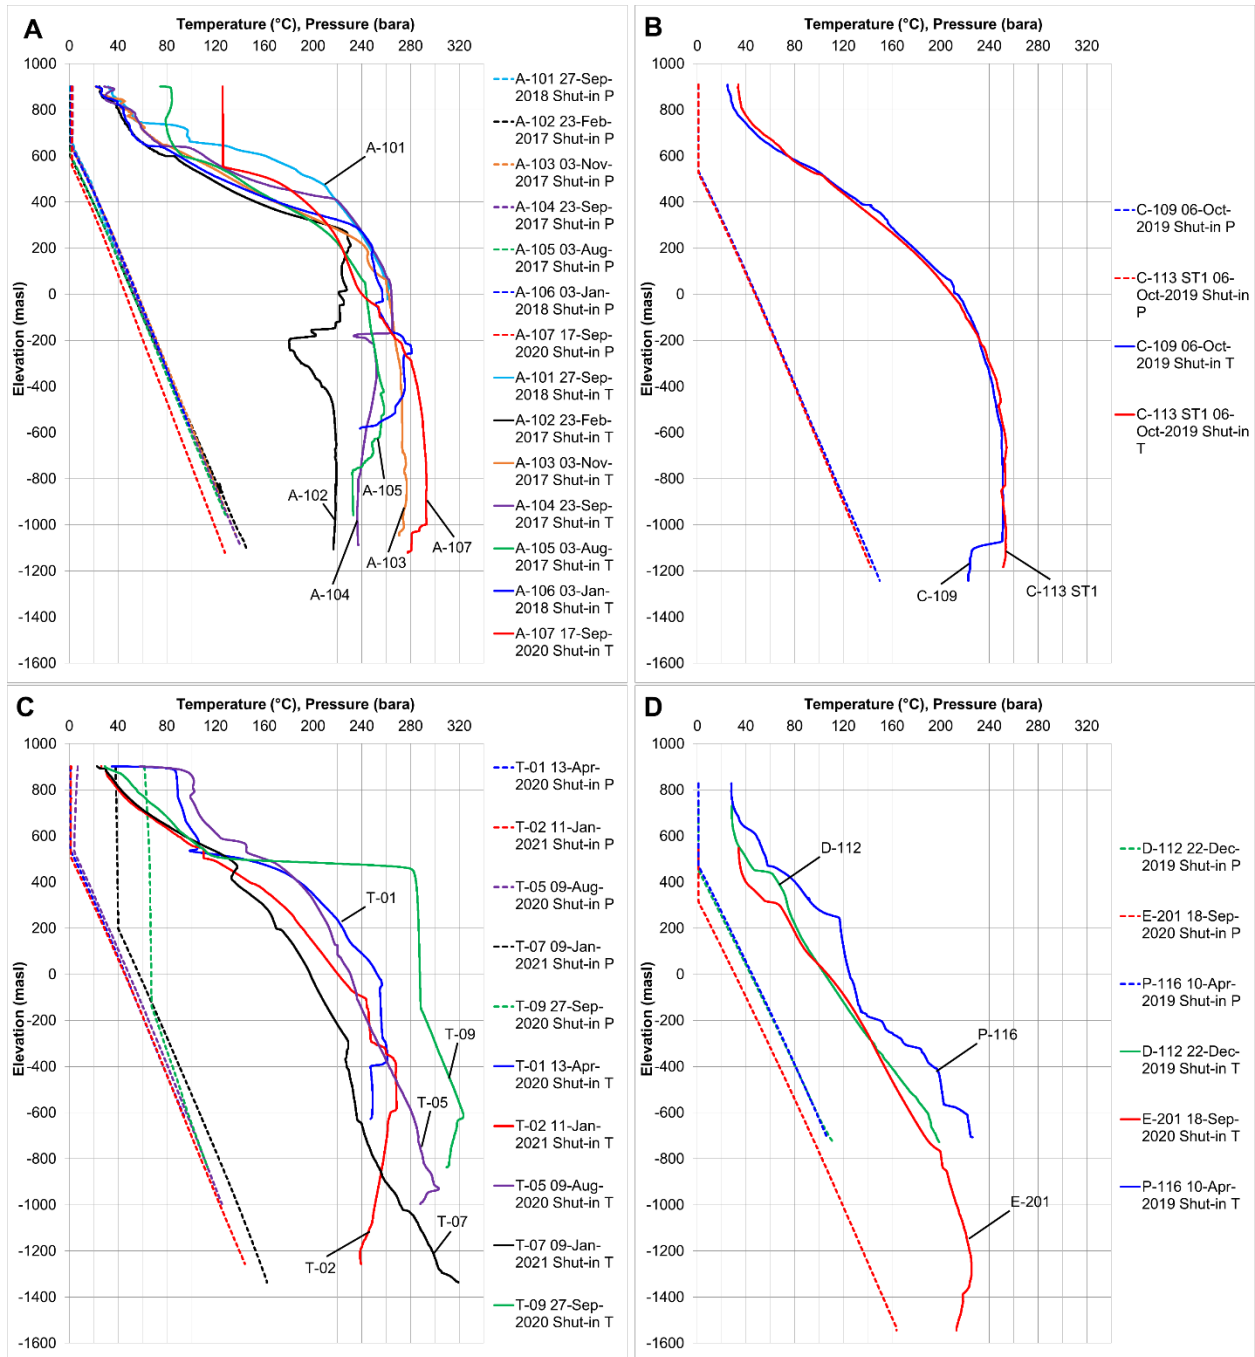 A
Temperature (°C), Pressure (bara)
0 40 80 120 160 200 240 280 320
Elevation (masl)
1000
800
600
400
200
0
-200
-400
-600
-800
-1000
-1200
-1400
-1600
A-101
A-102
A-105
A-104
A-103
A-107
A-101 27-Sep-
2018 Shut-in P
A-102 23-Feb-
2017 Shut-in P
A-103 03-Nov-
2017 Shut-in P
A-104 23-Sep-
2017 Shut-in P
A-105 03-Aug-
2017 Shut-in P
A-106 03-Jan-
2018 Shut-in P
A-107 17-Sep-
2020 Shut-in P
A-101 27-Sep-
2018 Shut-in T
A-102 23-Feb-
2017 Shut-in T
A-103 03-Nov-
2017 Shut-in T
A-104 23-Sep-
2017 Shut-in T
A-105 03-Aug-
2017 Shut-in T
A-106 03-Jan-
2018 Shut-in T
A-107 17-Sep-
2020 Shut-in T
B
Temperature (°C), Pressure (bara)
0 40 80 120 160 200 240 280 320
Elevation (masl)
1000
800
600
400
200
0
-200
-400
-600
-800
-1000
-1200
-1400
-1600
C-109
C-113 ST1
C-109 06-Oct-
2019 Shut-in P
C-113 ST1 06-
Oct-2019 Shut-in
P
C-109 06-Oct-
2019 Shut-in T
C-113 ST1 06-
Oct-2019 Shut-in
T
C
Temperature (°C), Pressure (bara)
0 40 80 120 160 200 240 280 320
Elevation (masl)
1000
800
600
400
200
0
-200
-400
-600
-800
-1000
-1200
-1400
-1600
T-01
T-09
T-05
T-07
T-02
T-01 13-Apr-
2020 Shut-in P
T-02 11-Jan-
2021 Shut-in P
T-05 09-Aug-
2020 Shut-in P
T-07 09-Jan-
2021 Shut-in P
T-09 27-Sep-
2020 Shut-in P
T-01 13-Apr-
2020 Shut-in T
T-02 11-Jan-
2021 Shut-in T
T-05 09-Aug-
2020 Shut-in T
T-07 09-Jan-
2021 Shut-in T
T-09 27-Sep-
2020 Shut-in T
D
Temperature (°C), Pressure (bara)
0 40 80 120 160 200 240 280 320
Elevation (masl)
1000
800
600
400
200
0
-200
-400
-600
-800
-1000
-1200
-1400
-1600
D-112
P-116
E-201
D-112 22-Dec-
2019 Shut-in P
E-201 18-Sep-
2020 Shut-in P
P-116 10-Apr-
2019 Shut-in P
D-112 22-Dec-
2019 Shut-in T
E-201 18-Sep-
2020 Shut-in T
P-116 10-Apr-
2019 Shut-in T